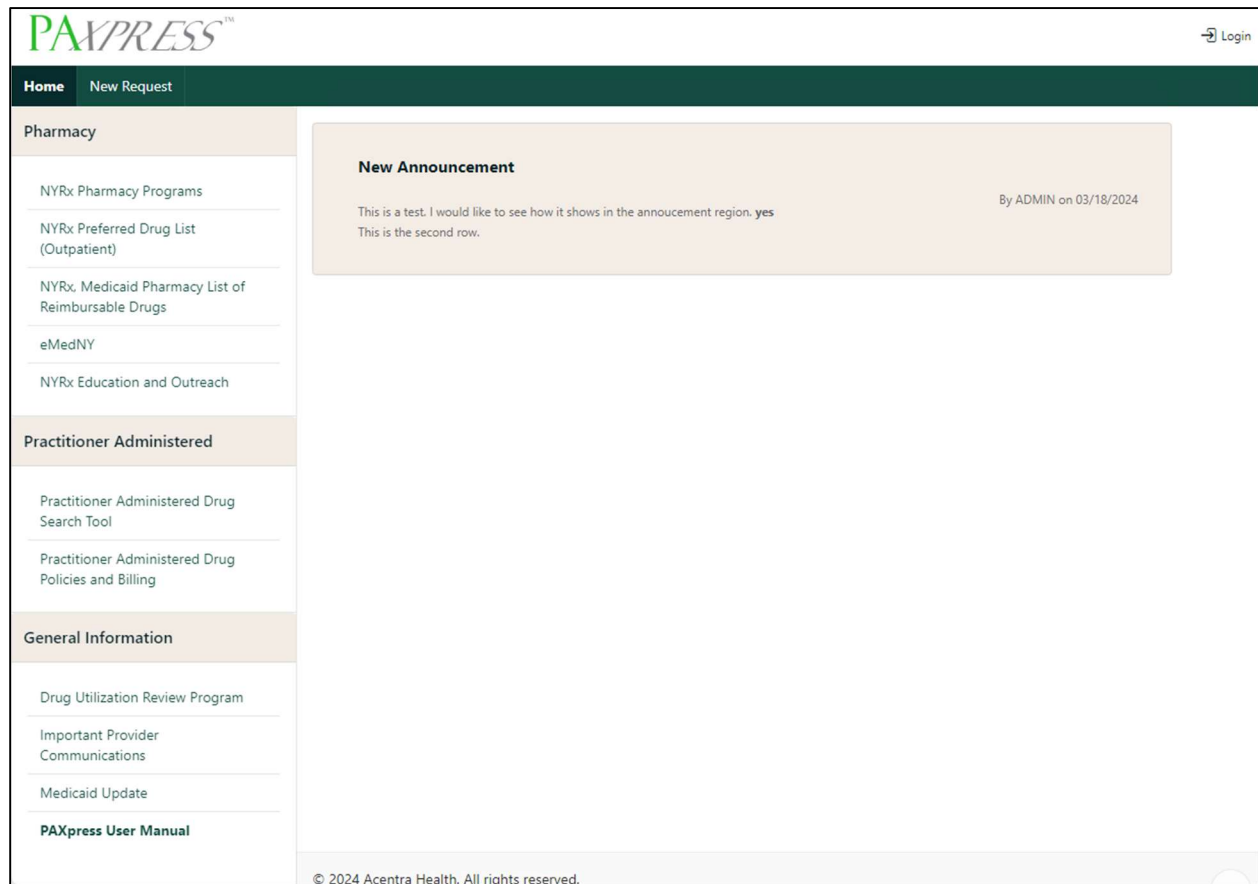 PAXPRESS™
Login
Home New Request
Pharmacy
NYRx Pharmacy Programs
NYRx Preferred Drug List
(Outpatient)
NYRx, Medicaid Pharmacy List of
Reimbursable Drugs
eMedNY
NYRx Education and Outreach
Practitioner Administered
Practitioner Administered Drug
Search Tool
Practitioner Administered Drug
Policies and Billing
General Information
Drug Utilization Review Program
Important Provider
Communications
Medicaid Update
PAXpress User Manual
New Announcement
This is a test. I would like to see how it shows in the annoucement region. yes
This is the second row.
By ADMIN on 03/18/2024
© 2024 Acentra Health. All rights reserved.